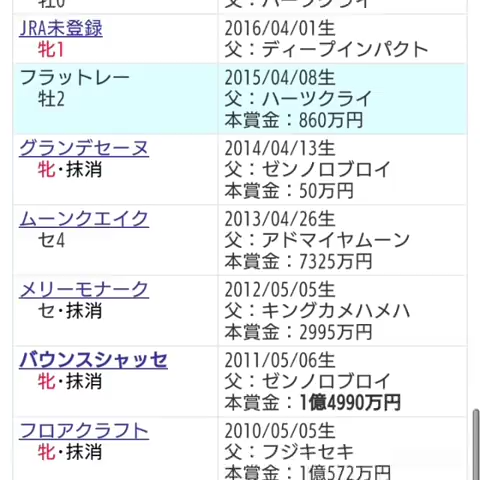 牡0
父：ハーツクライ
JRA未登録
2016/04/01生
牝1
父：ディープインパクト
フラットレー
2015/04/08生
牡2
父：ハーツクライ
本賞金：860万円
グランデセーヌ
2014/04/13生
牝･抹消
父：ゼンノロブロイ
本賞金：50万円
ムーンクエイク
2013/04/26生
セ4
父：アドマイヤムーン
本賞金：7325万円
メリーモナーク
2012/05/05生
セ･抹消
父：キングカメハメハ
本賞金：2995万円
バウンスシャッセ
2011/05/06生
牝･抹消
父：ゼンノロブロイ
本賞金：1億4990万円
フロアクラフト
2010/05/05生
牝･抹消
父：フジキセキ
本賞金：1億572万円